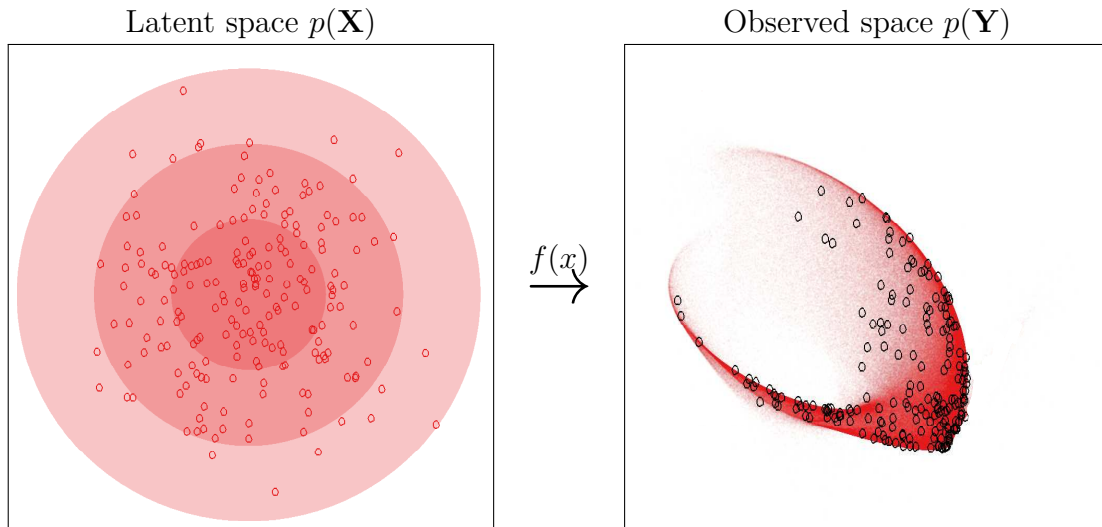 Latent space p(X)
Observed space p(Y)
f(x)